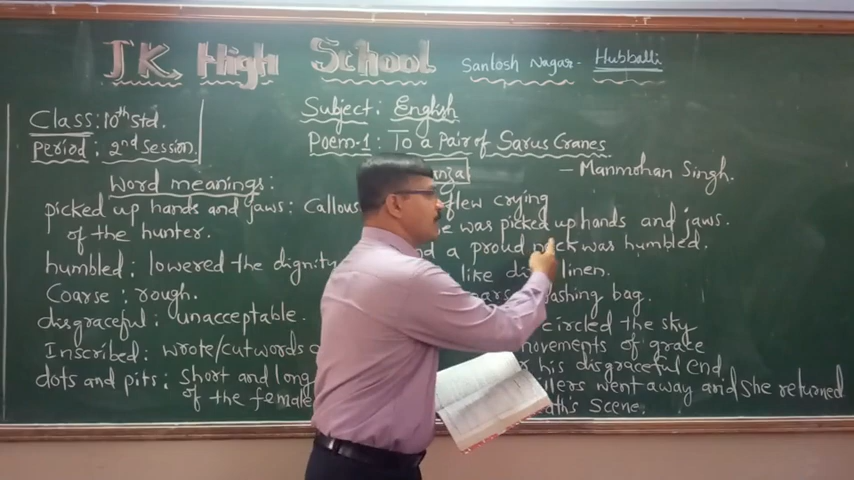 JK High School Santosh Nagar- Hubballi
Class: 10th Std.
Period: 2nd Session.
Subject: English
Poem-1: To a Pair of Sarus Cranes
- Manmohan Singh.
Word meanings:
picked up hands and jaws: Callous
of the hunter.
humbled: lowered the dignity
Coarse: rough.
disgraceful: unacceptable.
Inscribed: wrote/cut words
dots and pits: Short and long
of the female
flew crying
was picked up hands and jaws.
a proud neck was humbled.
like linen.
washing bag.
circled the sky
movements of grace
his disgraceful end
went away and she returned
scene.